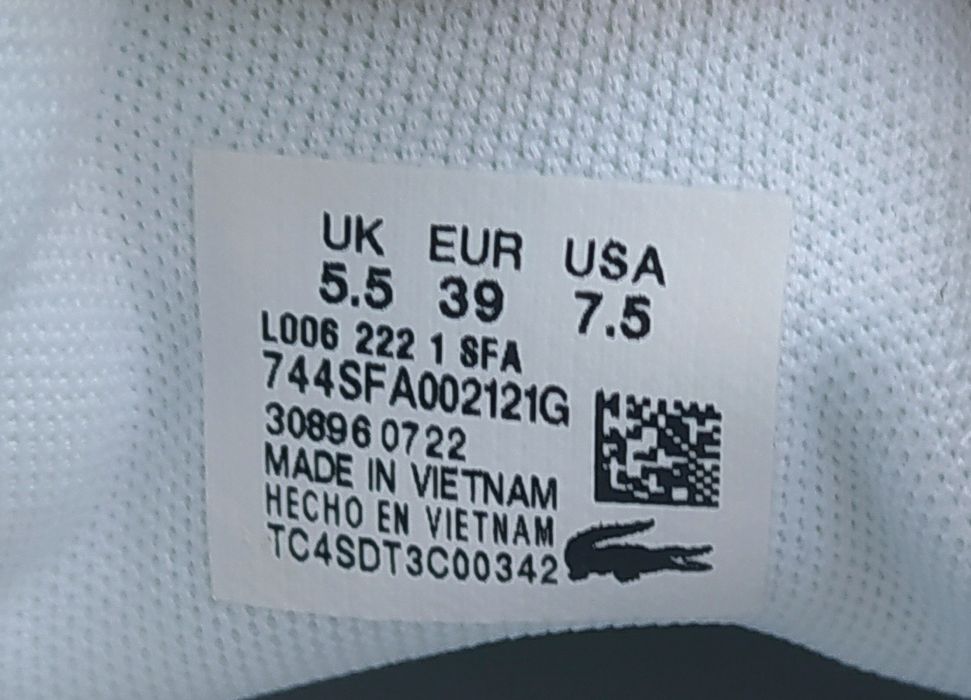 UK EUR USA
5.5 39 7.5
L006 222 1 SFA
744SFA002121G
30896 0722
MADE IN VIETNAM
HECHO EN VIETNAM
TC4SDT3C00342